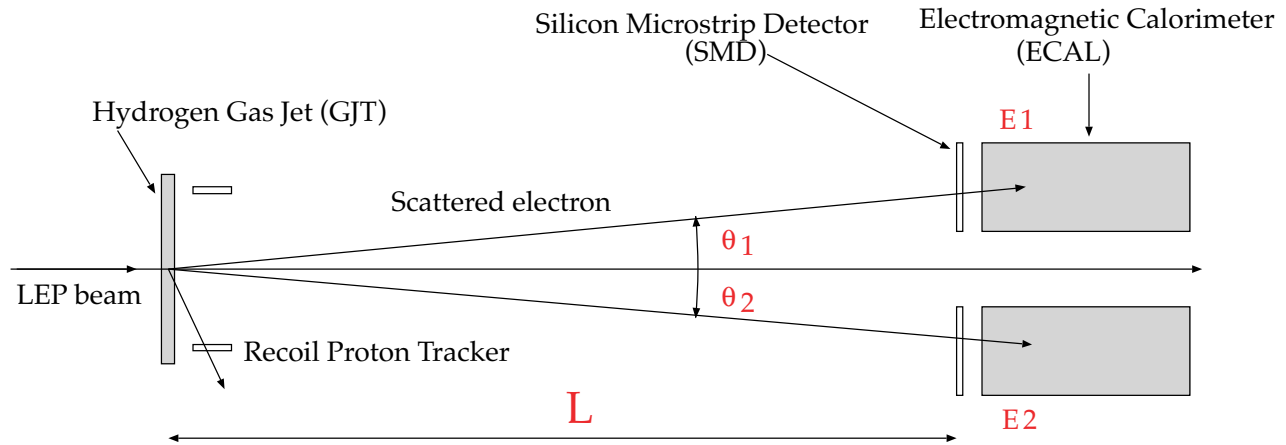 Silicon Microstrip Detector
(SMD)
Electromagnetic Calorimeter
(ECAL)
Hydrogen Gas Jet (GJT)
E1
Scattered electron
θ1
LEP beam
θ2
Recoil Proton Tracker
L
E2